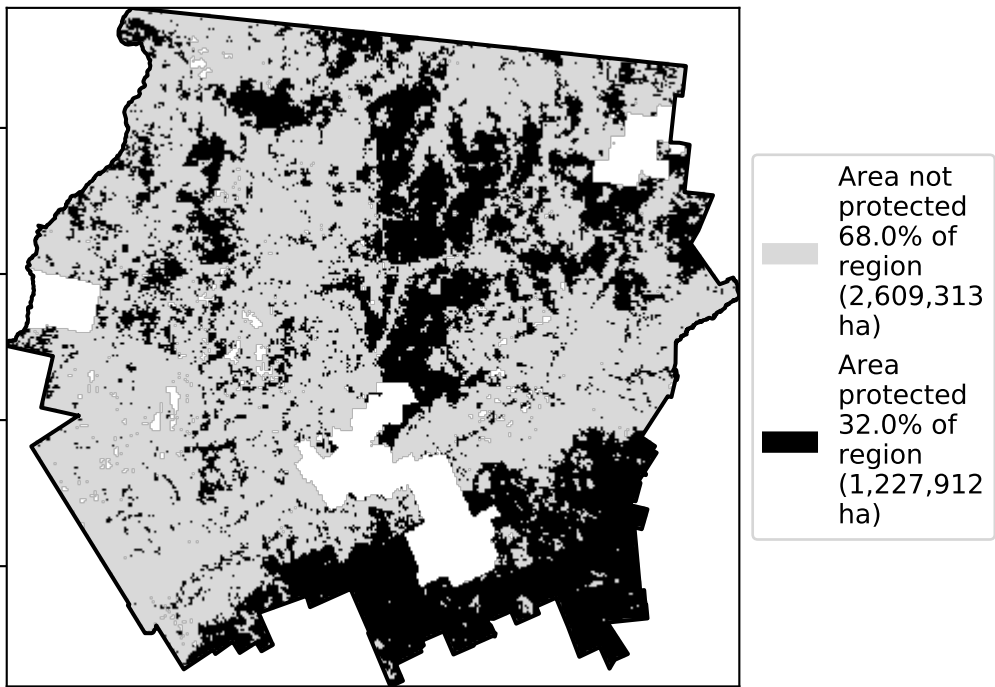 Area not
protected
68.0% of
region
(2,609,313
ha)
Area
protected
32.0% of
region
(1,227,912
ha)